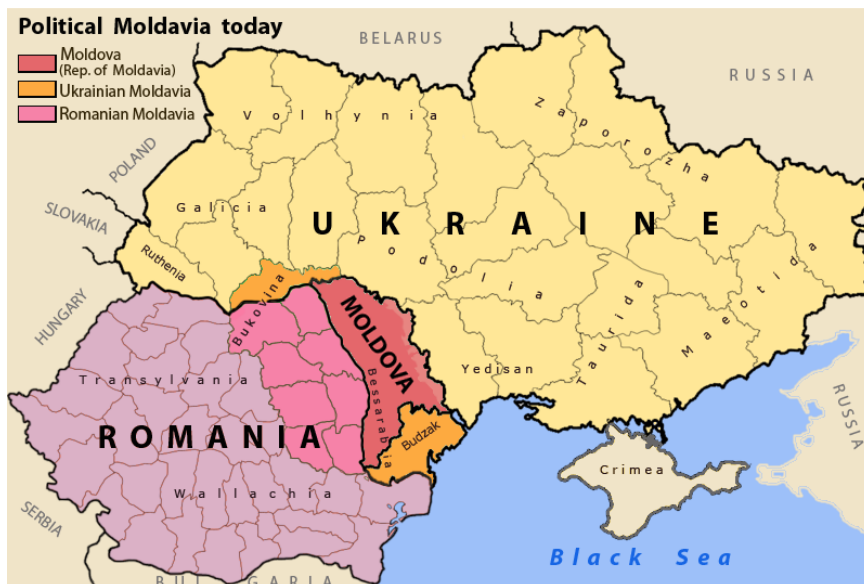 Political Moldavia today
Moldova
(Rep. of Moldavia)
Ukrainian Moldavia
Romanian Moldavia
BELARUS
RUSSIA
POLAND
SLOVAKIA
HUNGARY
SERBIA
BULGARIA
RUSSIA
UKRAINE
Volhynia
Zaporozha
Galicia
Ruthenia
Podolia
Bukovina
MOLDOVA
Bessarabia
Budzak
Yedisan
Taurida
Maeotida
Crimea
Transylvania
ROMANIA
Wallachia
Black Sea